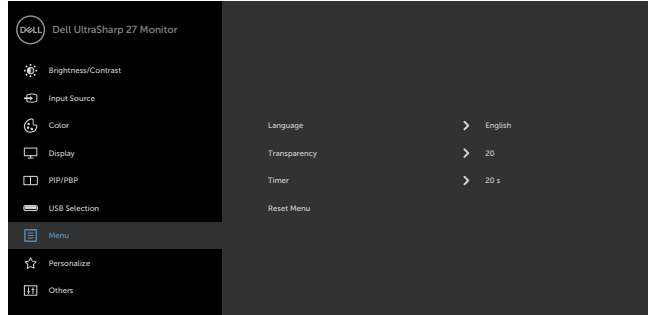 DELL Dell UltraSharp 27 Monitor
Brightness/Contrast
Input Source
Color
Language English
Display
Transparency 20
PIP/PBP
Timer 20 s
USB Selection
Reset Menu
Menu
Personalize
Others